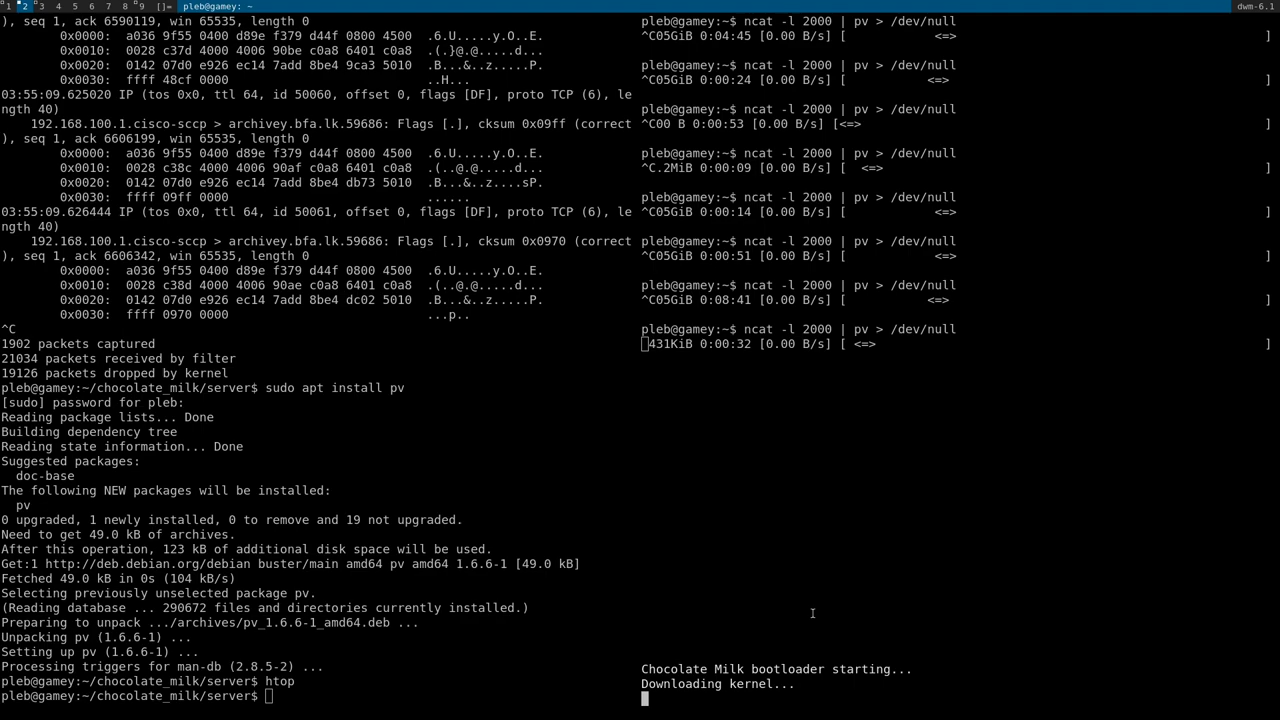 1 2 3 4 5 6 7 8 9 []= pleb@gamey: ~ dwm-6.1
), seq 1, ack 6590119, win 65535, length 0
0x0000: a036 9f55 0400 d89e f379 d44f 0800 4500 .6.U.....y.O..E.
0x0010: 0028 c37d 4000 4006 90be c0a8 6401 c0a8 .(.}@.@.....d...
0x0020: 0142 07d0 e926 ec14 7add 8be4 9ca3 5010 .B...&..z.....P.
0x0030: ffff 48cf 0000 ..H...
03:55:09.625020 IP (tos 0x0, ttl 64, id 50060, offset 0, flags [DF], proto TCP (6), le
ngth 40)
192.168.100.1.cisco-sccp > archivey.bfa.lk.59686: Flags [.], cksum 0x09ff (correct
), seq 1, ack 6606199, win 65535, length 0
0x0000: a036 9f55 0400 d89e f379 d44f 0800 4500 .6.U.....y.O..E.
0x0010: 0028 c38c 4000 4006 90af c0a8 6401 c0a8 .(..@.@.....d...
0x0020: 0142 07d0 e926 ec14 7add 8be4 db73 5010 .B...&..z....sP.
0x0030: ffff 09ff 0000 ......
03:55:09.626444 IP (tos 0x0, ttl 64, id 50061, offset 0, flags [DF], proto TCP (6), le
ngth 40)
192.168.100.1.cisco-sccp > archivey.bfa.lk.59686: Flags [.], cksum 0x0970 (correct
), seq 1, ack 6606342, win 65535, length 0
0x0000: a036 9f55 0400 d89e f379 d44f 0800 4500 .6.U.....y.O..E.
0x0010: 0028 c38d 4000 4006 90ae c0a8 6401 c0a8 .(..@.@.....d...
0x0020: 0142 07d0 e926 ec14 7add 8be4 dc02 5010 .B...&..z.....P.
0x0030: ffff 0970 0000 ...p..
^C
1902 packets captured
21034 packets received by filter
19126 packets dropped by kernel
pleb@gamey:~/chocolate_milk/server$ sudo apt install pv
[sudo] password for pleb:
Reading package lists... Done
Building dependency tree
Reading state information... Done
Suggested packages:
doc-base
The following NEW packages will be installed:
pv
0 upgraded, 1 newly installed, 0 to remove and 19 not upgraded.
Need to get 49.0 kB of archives.
After this operation, 123 kB of additional disk space will be used.
Get:1 http://deb.debian.org/debian buster/main amd64 pv amd64 1.6.6-1 [49.0 kB]
Fetched 49.0 kB in 0s (104 kB/s)
Selecting previously unselected package pv.
(Reading database ... 290672 files and directories currently installed.)
Preparing to unpack .../archives/pv_1.6.6-1_amd64.deb ...
Unpacking pv (1.6.6-1) ...
Setting up pv (1.6.6-1) ...
Processing triggers for man-db (2.8.5-2) ...
pleb@gamey:~/chocolate_milk/server$ htop
pleb@gamey:~/chocolate_milk/server$
pleb@gamey:~$ ncat -l 2000 | pv > /dev/null
^C05GiB 0:04:45 [0.00 B/s] [ <=> ]
pleb@gamey:~$ ncat -l 2000 | pv > /dev/null
^C05GiB 0:00:24 [0.00 B/s] [ <=> ]
pleb@gamey:~$ ncat -l 2000 | pv > /dev/null
^C00 B 0:00:53 [0.00 B/s] [<=> ]
pleb@gamey:~$ ncat -l 2000 | pv > /dev/null
^C.2MiB 0:00:09 [0.00 B/s] [ <=> ]
pleb@gamey:~$ ncat -l 2000 | pv > /dev/null
^C05GiB 0:00:14 [0.00 B/s] [ <=> ]
pleb@gamey:~$ ncat -l 2000 | pv > /dev/null
^C05GiB 0:00:51 [0.00 B/s] [ <=> ]
pleb@gamey:~$ ncat -l 2000 | pv > /dev/null
^C05GiB 0:08:41 [0.00 B/s] [ <=> ]
pleb@gamey:~$ ncat -l 2000 | pv > /dev/null
431KiB 0:00:32 [0.00 B/s] [ <=> ]
Chocolate Milk bootloader starting...
Downloading kernel...